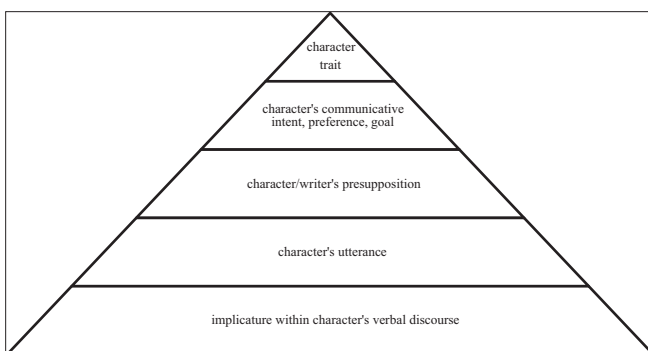 character
trait
character's communicative
intent, preference, goal
character/writer's presupposition
character's utterance
implicature within character's verbal discourse